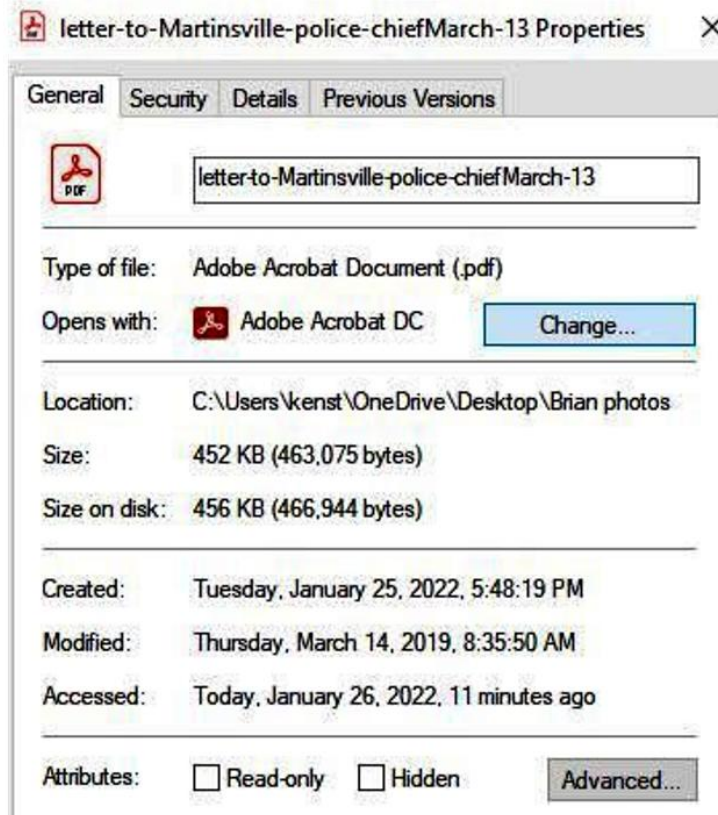 letter-to-Martinsville-police-chiefMarch-13 Properties
General Security Details Previous Versions
PDF
letter-to-Martinsville-police-chiefMarch-13
Type of file: Adobe Acrobat Document (.pdf)
Opens with: Adobe Acrobat DC Change...
Location: C:\Users\kenst\OneDrive\Desktop\Brian photos
Size: 452 KB (463,075 bytes)
Size on disk: 456 KB (466,944 bytes)
Created: Tuesday, January 25, 2022, 5:48:19 PM
Modified: Thursday, March 14, 2019, 8:35:50 AM
Accessed: Today, January 26, 2022, 11 minutes ago
Attributes: Read-only Hidden Advanced...